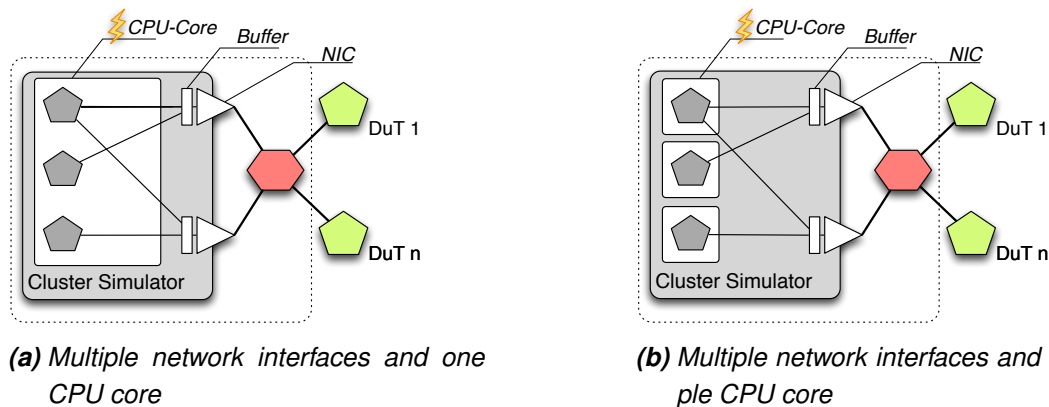 CPU-Core
Buffer
NIC
DuT 1
DuT n
Cluster Simulator
(a) Multiple network interfaces and one
CPU core
CPU-Core
Buffer
NIC
DuT 1
DuT n
Cluster Simulator
(b) Multiple network interfaces and
ple CPU core